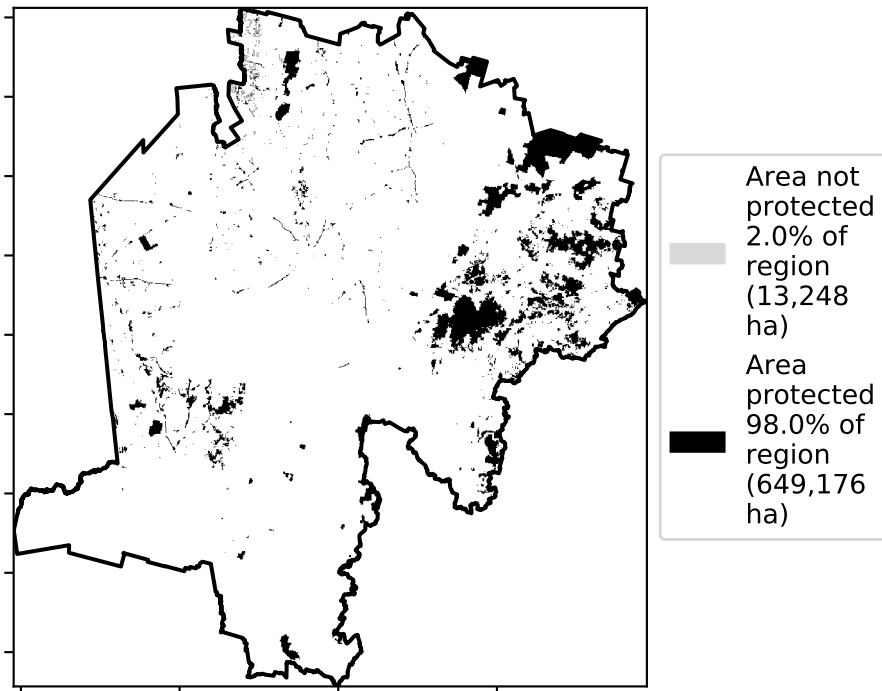 Area not
protected
2.0% of
region
(13,248
ha)
Area
protected
98.0% of
region
(649,176
ha)